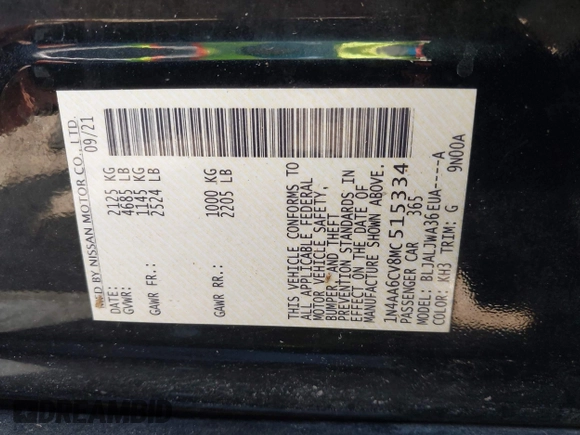 ED BY NISSAN MOTOR CO., LTD.
09/21
DATE:
GVWR: 2125 KG
4685 LB
GAWR FR: 1145 KG
2524 LB
GAWR RR: 1000 KG
2205 LB
THIS VEHICLE CONFORMS TO
ALL APPLICABLE FEDERAL
MOTOR VEHICLE SAFETY,
BUMPER, AND THEFT
PREVENTION STANDARDS IN
EFFECT ON THE DATE OF
MANUFACTURE SHOWN ABOVE.
1N4AA6CV8MC515334
PASSENGER CAR 365
MODEL: BLJALJWA36EUA----A
COLOR: KH3 TRIM: G 9N00A
DREAMBID